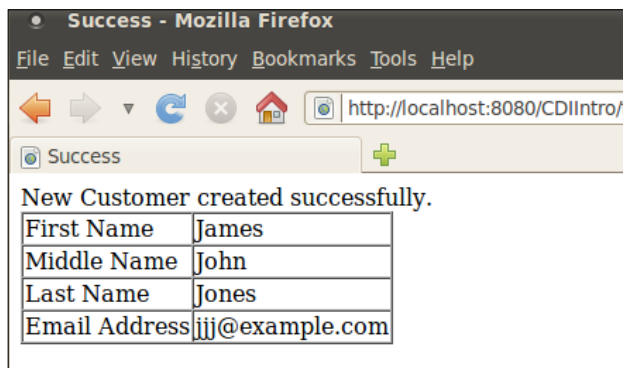 Success - Mozilla Firefox
File Edit View History Bookmarks Tools Help
http://localhost:8080/CDIIntro/
Success
New Customer created successfully.
First Name James
Middle Name John
Last Name Jones
Email Address jjj@example.com